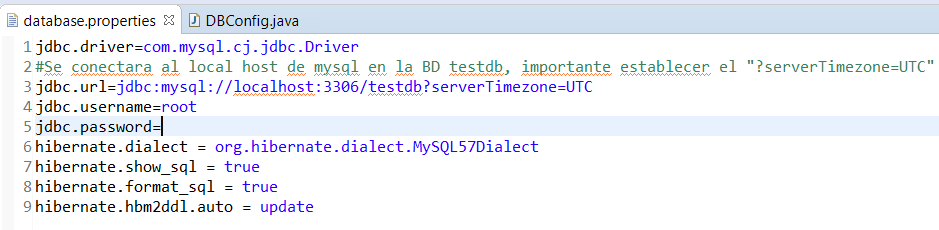 database.properties DBConfig.java
1 jdbc.driver=com.mysql.cj.jdbc.Driver
2 #Se conectara al local host de mysql en la BD testdb, importante establecer el "?serverTimezone=UTC"
3 jdbc.url=jdbc:mysql://localhost:3306/testdb?serverTimezone=UTC
4 jdbc.username=root
5 jdbc.password=
6 hibernate.dialect = org.hibernate.dialect.MySQL57Dialect
7 hibernate.show_sql = true
8 hibernate.format_sql = true
9 hibernate.hbm2ddl.auto = update